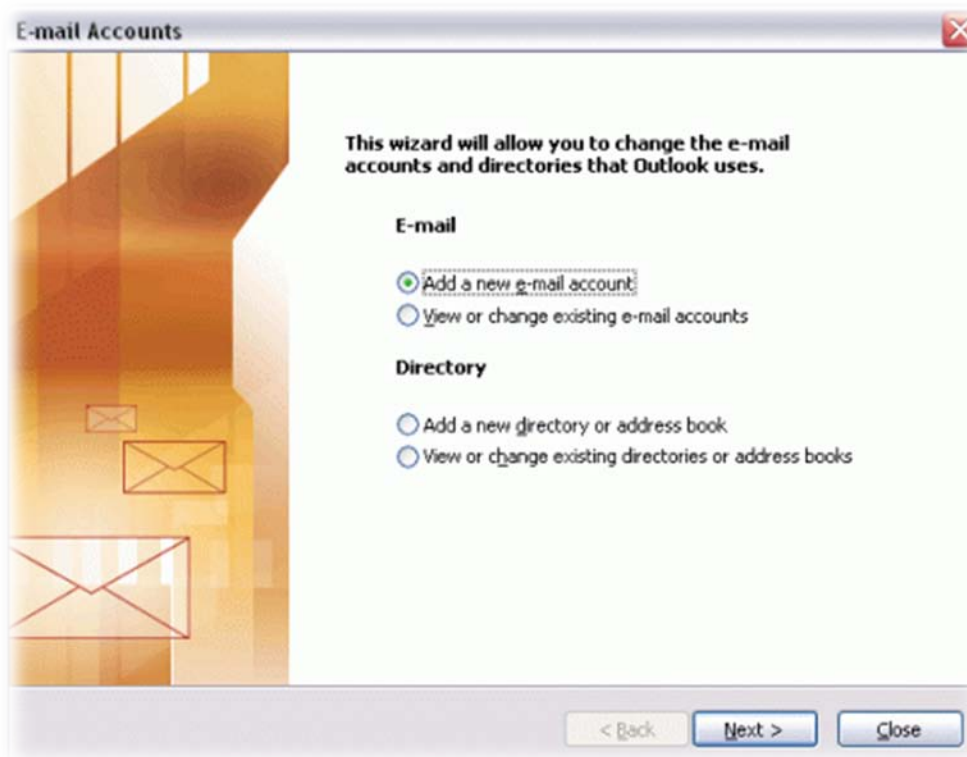 E-mail Accounts
This wizard will allow you to change the e-mail
accounts and directories that Outlook uses.
E-mail
Add a new e-mail account
View or change existing e-mail accounts
Directory
Add a new directory or address book
View or change existing directories or address books
< Back
Next >
Close